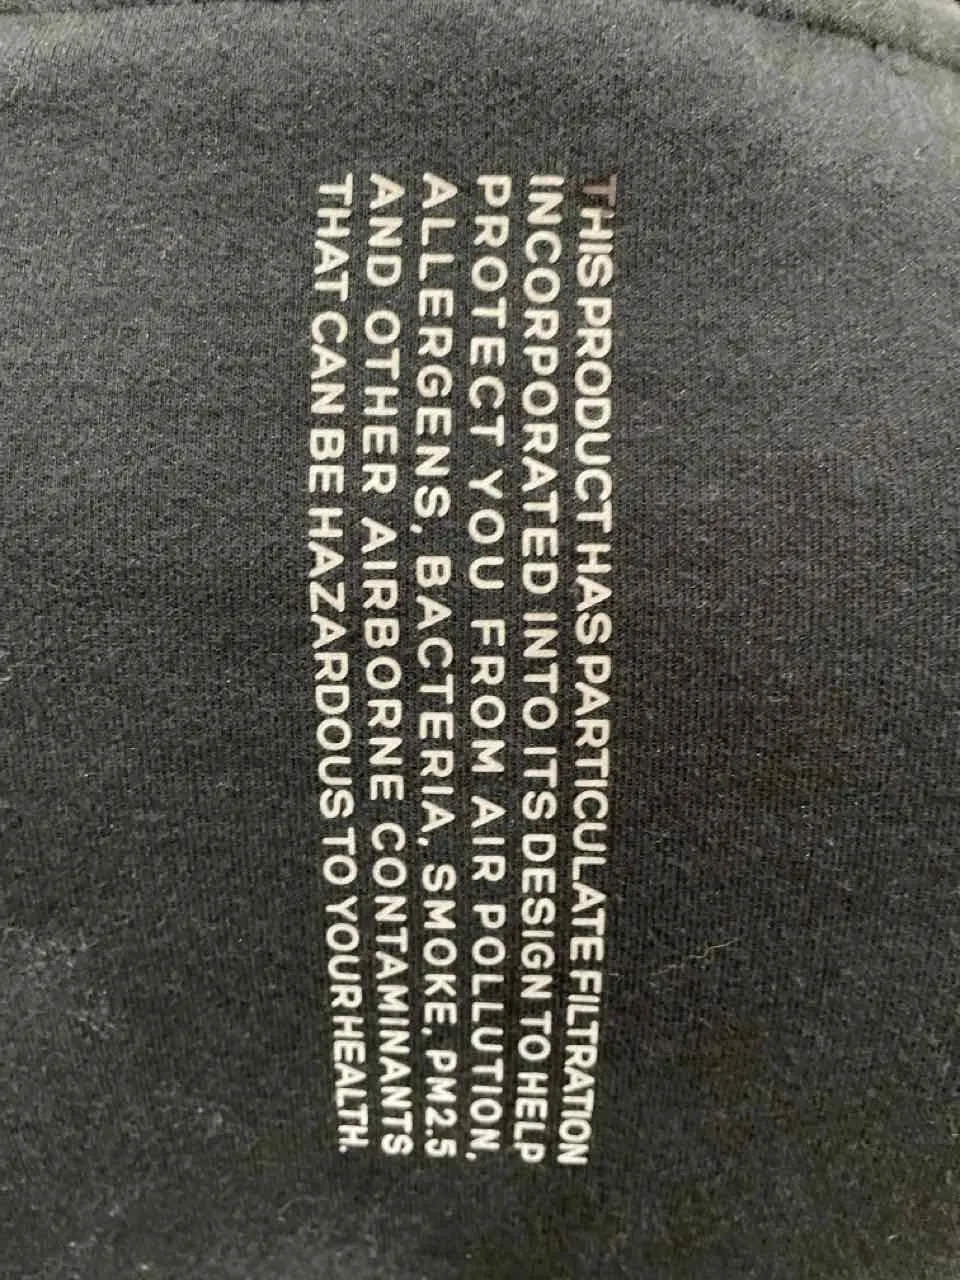 THIS PRODUCT HAS PARTICULATE FILTRATION
INCORPORATED INTO ITS DESIGN TO HELP
PROTECT YOU FROM AIR POLLUTION,
ALLERGENS, BACTERIA, SMOKE, PM2.5
AND OTHER AIRBORNE CONTAMINANTS
THAT CAN BE HAZARDOUS TO YOUR HEALTH.